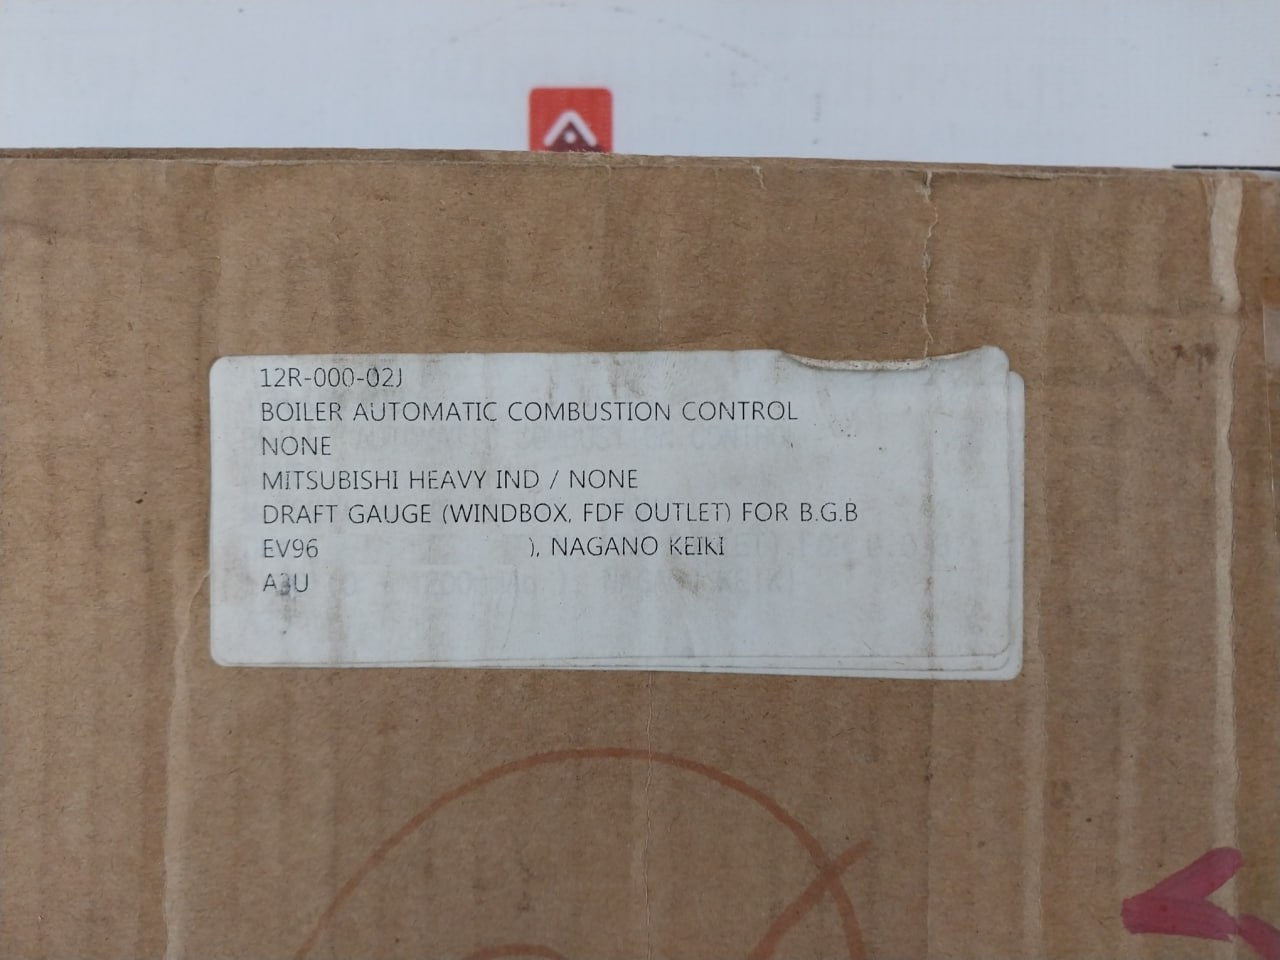 12R-000-02J
BOILER AUTOMATIC COMBUSTION CONTROL
NONE
MITSUBISHI HEAVY IND / NONE
DRAFT GAUGE (WINDBOX, FDF OUTLET) FOR B.G.B
EV96 ), NAGANO KEIKI
A3U